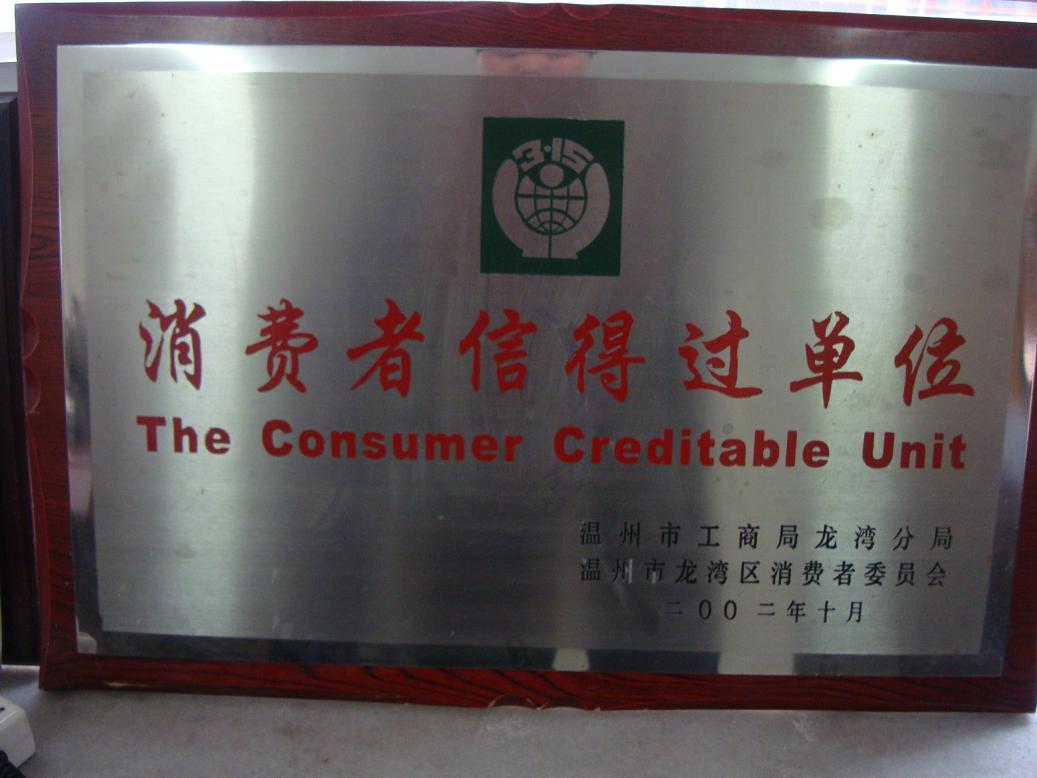 3·15
消费者信得过单位
The Consumer Creditable Unit
温州市工商局龙湾分局
温州市龙湾区消费者委员会
二00二年十月